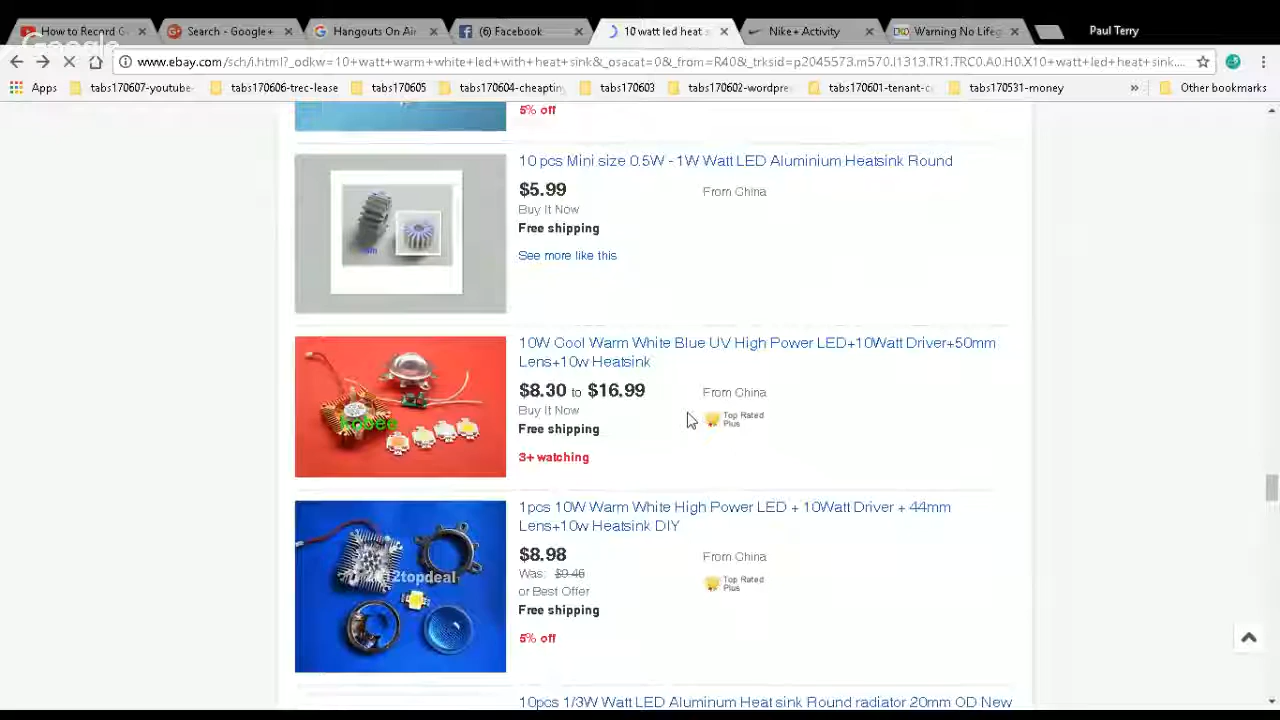 How to Record G
Search - Google+
Hangouts On Air
(6) Facebook
10 watt led heat s
Nike+ Activity
Warning No Lifeg
Paul Terry
Google
www.ebay.com/sch/i.html?_odkw=10+watt+warm+white+led+with+heat+sink&_osacat=0&_from=R40&_trksid=p2045573.m570.l1313.TR1.TRC0.A0.H0.X10+watt+led+heat+sink....
Apps
tabs170607-youtube
tabs170606-trec-lease
tabs170605
tabs170604-cheaptin
tabs170603
tabs170602-wordpre
tabs170601-tenant-c
tabs170531-money
»
Other bookmarks
5% off
10 pcs Mini size 0.5W - 1W Watt LED Aluminium Heatsink Round
$5.99
From China
Buy It Now
Free shipping
See more like this
10W Cool Warm White Blue UV High Power LED+10Watt Driver+50mm
Lens+10w Heatsink
$8.30 to $16.99
From China
Buy It Now
Top Rated
Plus
Free shipping
3+ watching
kobee
1pcs 10W Warm White High Power LED + 10Watt Driver + 44mm
Lens+10w Heatsink DIY
$8.98
From China
Was: $9.46
Top Rated
Plus
or Best Offer
Free shipping
5% off
12topdeal
10pcs 1/3W Watt LED Aluminum Heat sink Round radiator 20mm OD New